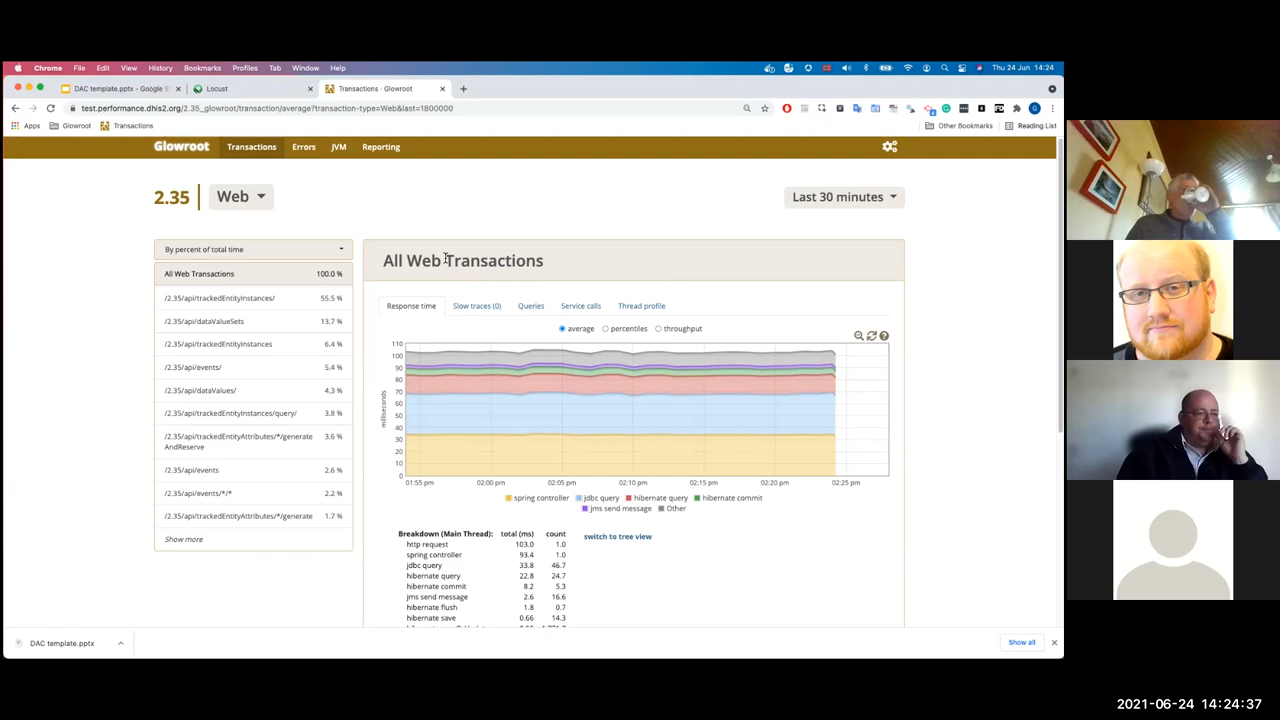 Chrome File Edit View History Bookmarks Profiles Tab Window Help Thu 24 Jun 14:24
DAC template.pptx - Google S Locust Transactions · Glowroot
test.performance.dhis2.org/2.35_glowroot/transaction/average?transaction-type=Web&last=1800000
Apps Glowroot Transactions Other Bookmarks Reading List
Glowroot Transactions Errors JVM Reporting
2.35 Web Last 30 minutes
By percent of total time
All Web Transactions 100.0 %
/2.35/api/trackedEntityInstances/ 55.5 %
/2.35/api/dataValueSets 13.7 %
/2.35/api/trackedEntityInstances 6.4 %
/2.35/api/events/ 5.4 %
/2.35/api/dataValues/ 4.3 %
/2.35/api/trackedEntityInstances/query/ 3.8 %
/2.35/api/trackedEntityAttributes/*/generate 3.6 %
AndReserve
/2.35/api/events 2.6 %
/2.35/api/events/*/* 2.2 %
/2.35/api/trackedEntityAttributes/*/generate 1.7 %
Show more
All Web Transactions
Response time Slow traces (0) Queries Service calls Thread profile
average percentiles throughput
110
100
90
80
70
60
50
40
30
20
10
0
milliseconds
01:55 pm 02:00 pm 02:05 pm 02:10 pm 02:15 pm 02:20 pm 02:25 pm
spring controller jdbc query hibernate query hibernate commit
jms send message Other
Breakdown (Main Thread): total (ms) count switch to tree view
http request 103.0 1.0
spring controller 93.4 1.0
jdbc query 33.8 46.7
hibernate query 22.8 24.7
hibernate commit 8.2 5.3
jms send message 2.6 16.6
hibernate flush 1.8 0.7
hibernate save 0.66 14.3
DAC template.pptx Show all
2021-06-24 14:24:37